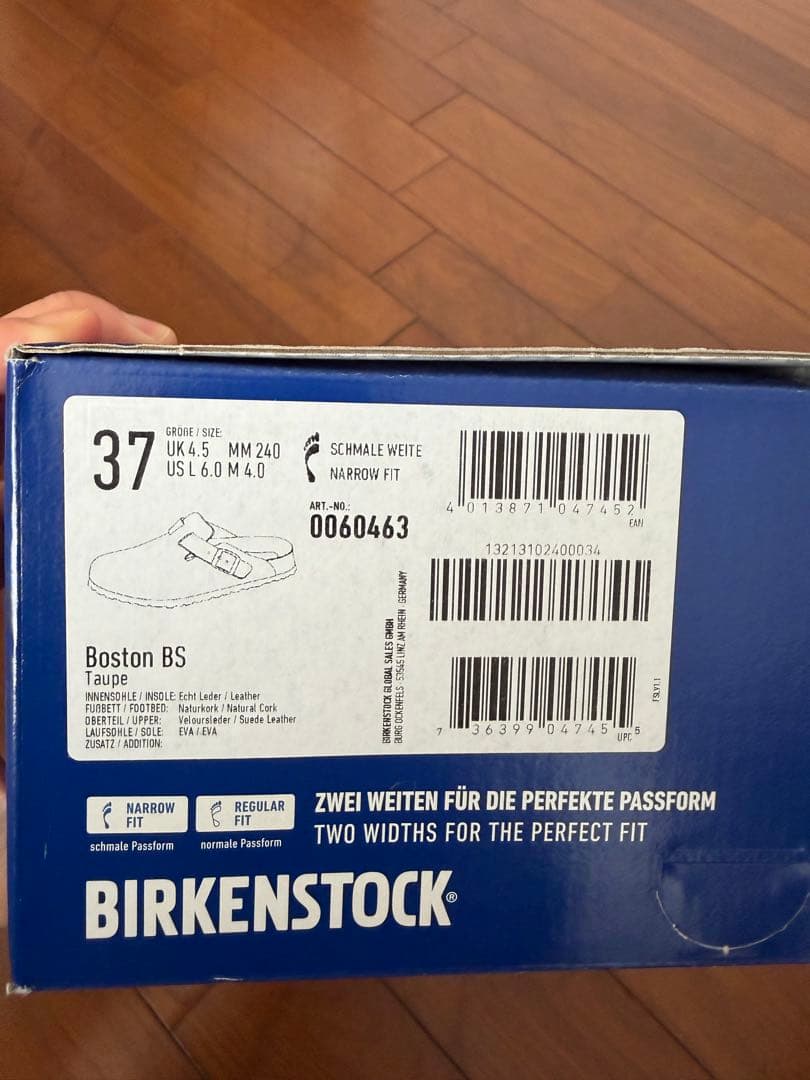 37
GRÖßE / SIZE:
UK 4.5 MM 240
US L 6.0 M 4.0
SCHMALE WEITE
NARROW FIT
ART.-NO.:
0060463
4 013871 047452
EAN
13213102400034
7 36399 04745 5
UPC
BIRKENSTOCK GLOBAL SALES GMBH
BURG OCKENFELS · 53545 LINZ AM RHEIN · GERMANY
FSLV1.1
Boston BS
Taupe
INNENSOHLE / INSOLE: Echt Leder / Leather
FUßBETT / FOOTBED: Naturkork / Natural Cork
OBERTEIL / UPPER: Veloursleder / Suede Leather
LAUFSOHLE / SOLE: EVA / EVA
ZUSATZ / ADDITION:
NARROW FIT
schmale Passform
REGULAR FIT
normale Passform
ZWEI WEITEN FÜR DIE PERFEKTE PASSFORM
TWO WIDTHS FOR THE PERFECT FIT
BIRKENSTOCK®